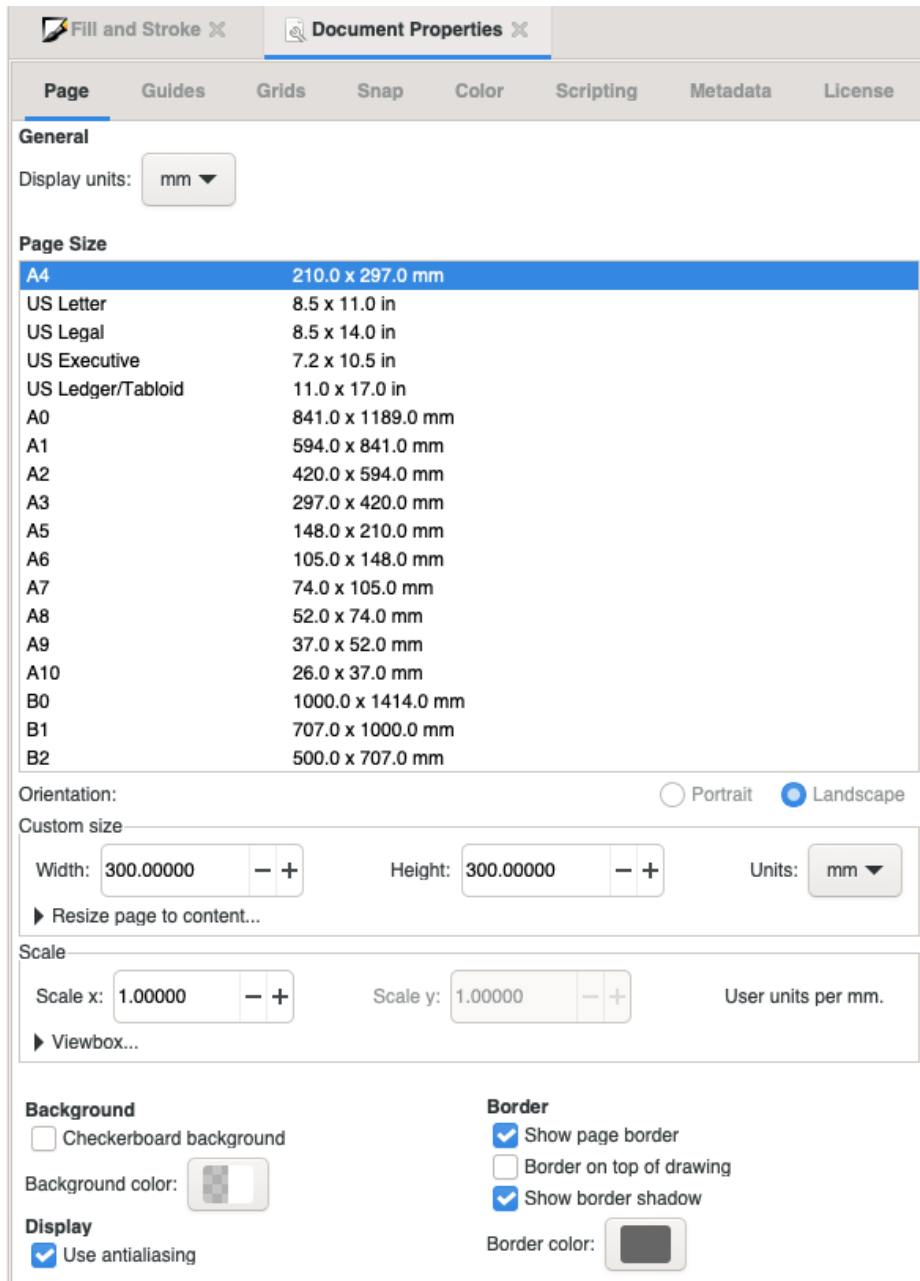 Fill and Stroke Document Properties
Page Guides Grids Snap Color Scripting Metadata License
General
Display units: mm
Page Size
A4 210.0 x 297.0 mm
US Letter 8.5 x 11.0 in
US Legal 8.5 x 14.0 in
US Executive 7.2 x 10.5 in
US Ledger/Tabloid 11.0 x 17.0 in
A0 841.0 x 1189.0 mm
A1 594.0 x 841.0 mm
A2 420.0 x 594.0 mm
A3 297.0 x 420.0 mm
A5 148.0 x 210.0 mm
A6 105.0 x 148.0 mm
A7 74.0 x 105.0 mm
A8 52.0 x 74.0 mm
A9 37.0 x 52.0 mm
A10 26.0 x 37.0 mm
B0 1000.0 x 1414.0 mm
B1 707.0 x 1000.0 mm
B2 500.0 x 707.0 mm
Orientation: Portrait Landscape
Custom size
Width: 300.00000 Height: 300.00000 Units: mm
Resize page to content...
Scale
Scale x: 1.00000 Scale y: 1.00000 User units per mm.
Viewbox...
Background
Checkerboard background
Background color:
Display
Use antialiasing
Border
Show page border
Border on top of drawing
Show border shadow
Border color: